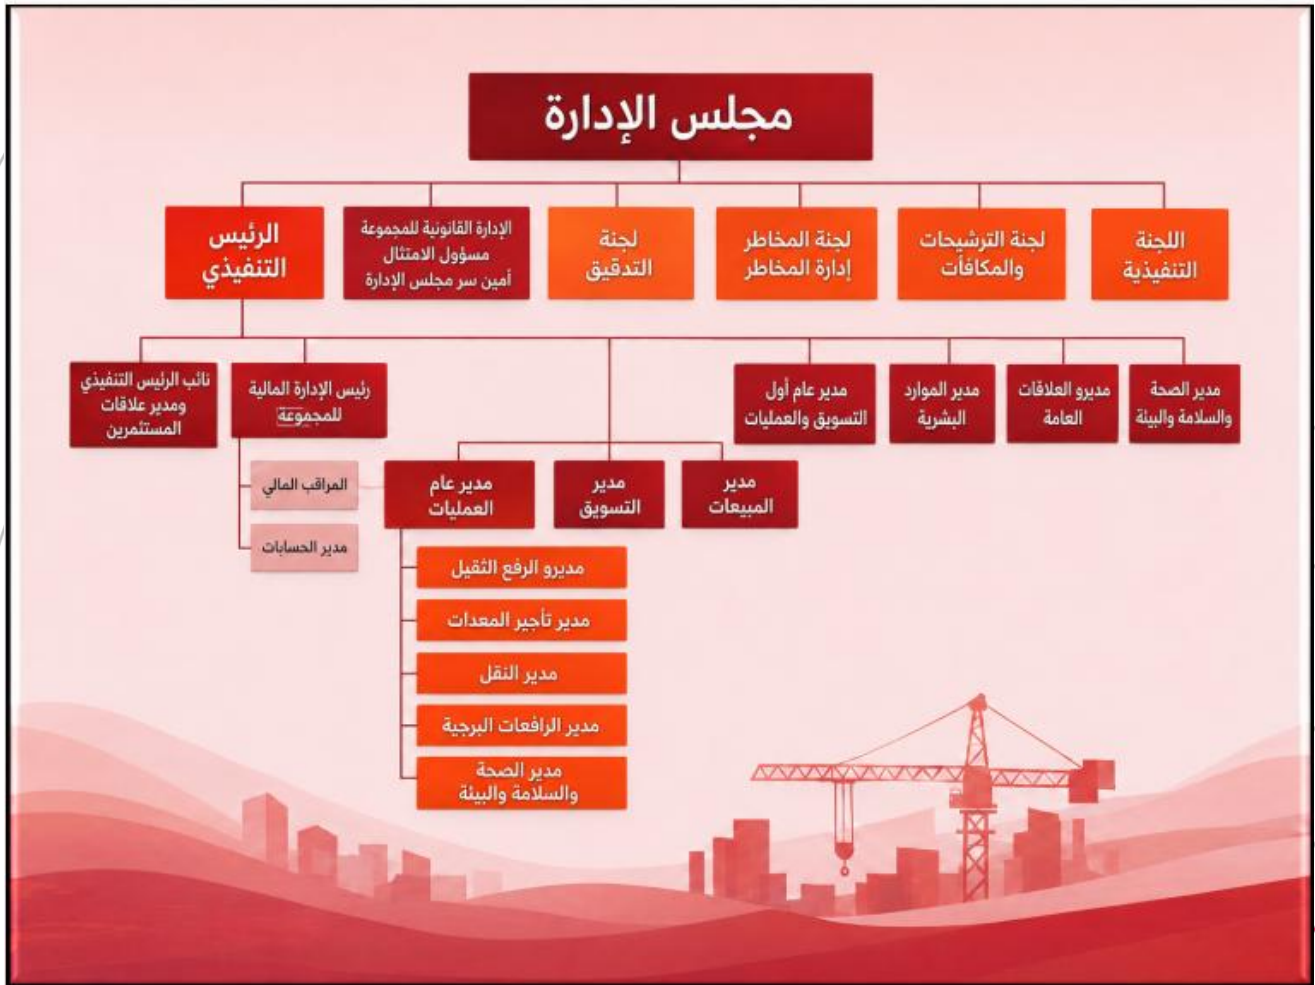 مجلس الإدارة
اللجنة
التنفيذية
لجنة الترشيحات
والمكافآت
لجنة المخاطر
إدارة المخاطر
لجنة
التدقيق
الإدارة القانونية للمجموعة
مسؤول الامتثال
أمين سر مجلس الإدارة
الرئيس
التنفيذي
مدير الصحة
والسلامة والبيئة
مديرو العلاقات
العامة
مدير الموارد
البشرية
مدير عام أول
التسويق والعمليات
رئيس الإدارة المالية
للمجموعة
نائب الرئيس التنفيذي
ومدير علاقات
المستثمرين
مدير
المبيعات
مدير
التسويق
مدير عام
العمليات
المراقب المالي
مدير الحسابات
مديرو الرفع الثقيل
مدير تأجير المعدات
مدير النقل
مدير الرافعات البرجية
مدير الصحة
والسلامة والبيئة